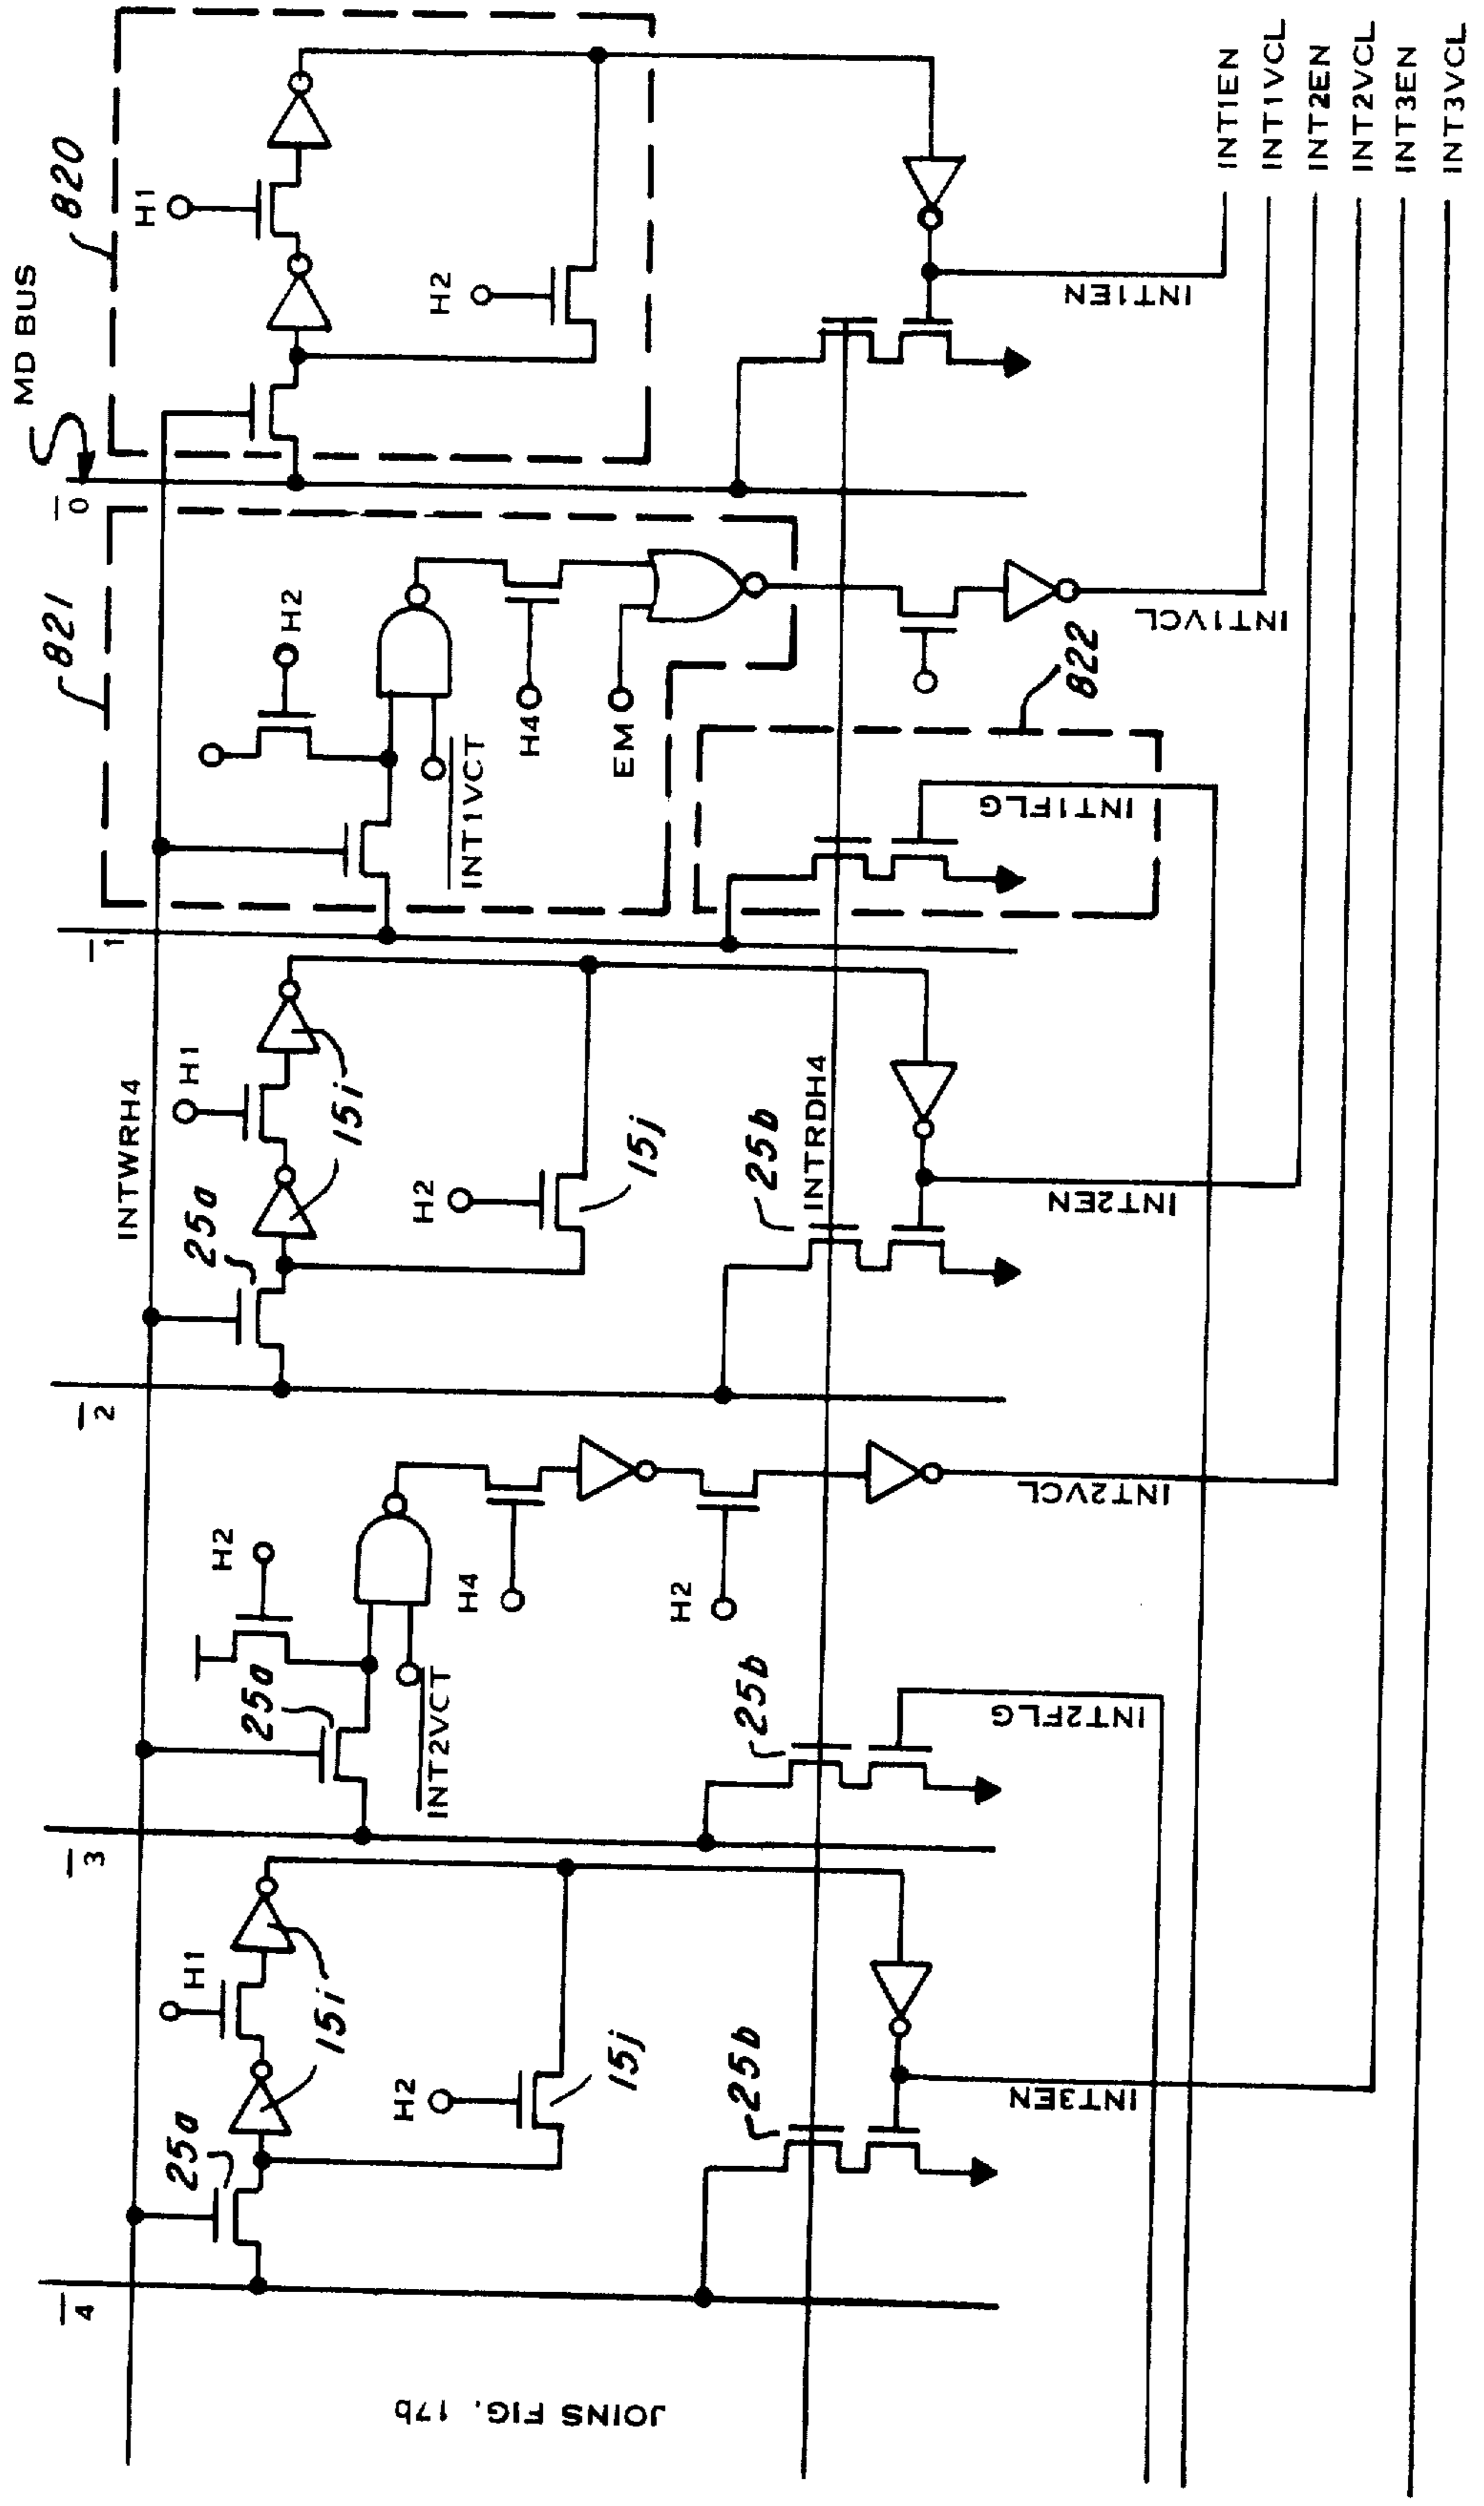 MD BUS
820
821
822
H1
H2
0
INT1EN
INT1EN
H2
H4
EM
INT1VCT
INT1VCL
INT1FLG
1
INTWRH4
H1
15i
25a
H2
15j
25b
INTRDH4
INT2EN
2
H2
H4
H2
25a
INT2VCT
25b
INT2VCL
INT2FLG
3
H1
15i
25a
H2
15j
25b
INT3EN
4
INT1VCL
INT2EN
INT2VCL
INT3EN
INT3VCL
JOINS FIG. 17b